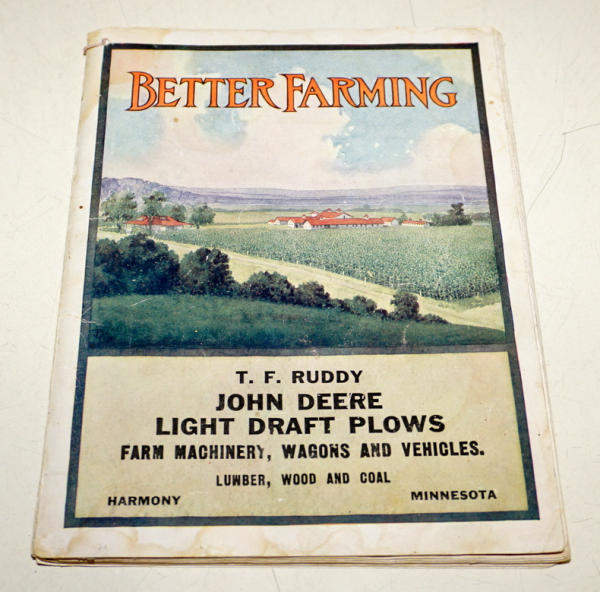 BETTER FARMING
T. F. RUDDY
JOHN DEERE
LIGHT DRAFT PLOWS
FARM MACHINERY, WAGONS AND VEHICLES.
LUMBER, WOOD AND COAL
HARMONY MINNESOTA